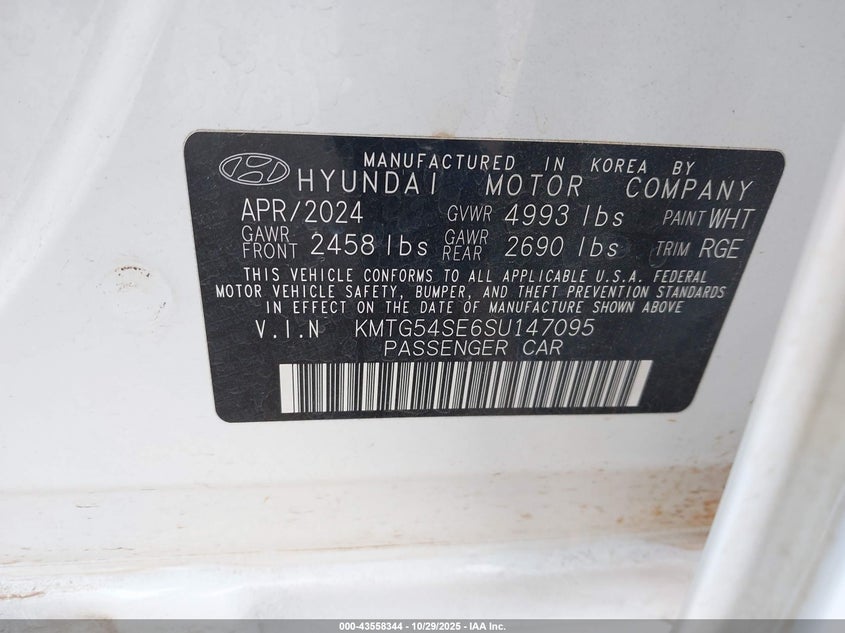 MANUFACTURED IN KOREA BY
HYUNDAI MOTOR COMPANY
APR/2024 GVWR 4993 lbs PAINT WHT
GAWR FRONT 2458 lbs GAWR REAR 2690 lbs TRIM RGE
THIS VEHICLE CONFORMS TO ALL APPLICABLE U.S.A. FEDERAL
MOTOR VEHICLE SAFETY, BUMPER, AND THEFT PREVENTION STANDARDS
IN EFFECT ON THE DATE OF MANUFACTURE SHOWN ABOVE
V.I.N KMTG54SE6SU147095
PASSENGER CAR
000-43558344 | 10/29/2025 - IAA Inc.